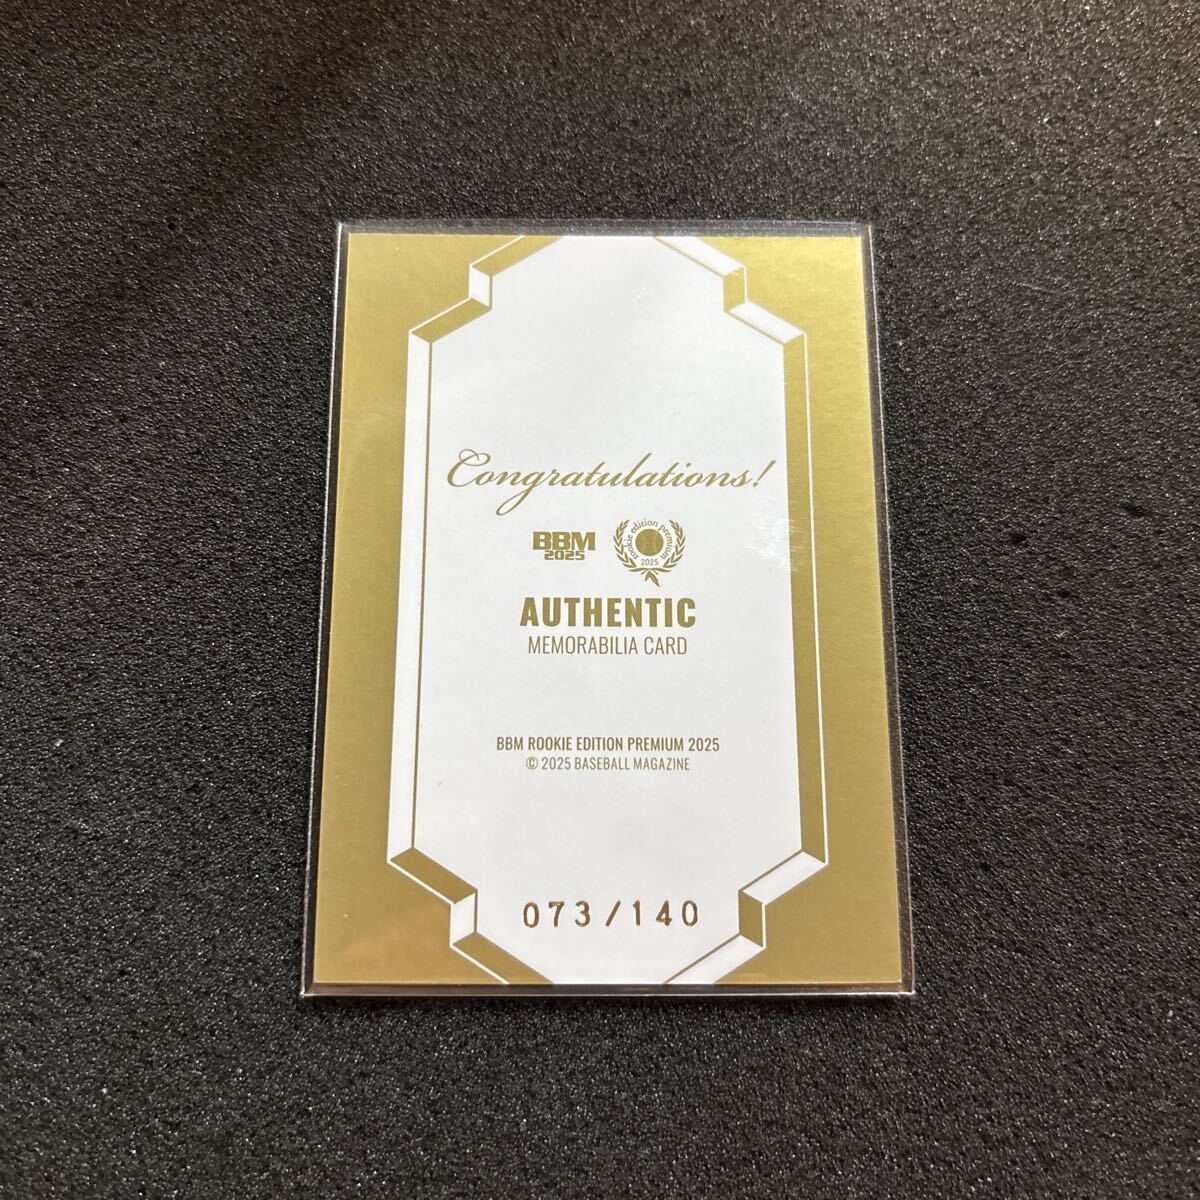 Congratulations!
BBM
2025
rookie edition premium
2025
AUTHENTIC
MEMORABILIA CARD
BBM ROOKIE EDITION PREMIUM 2025
© 2025 BASEBALL MAGAZINE
073/140